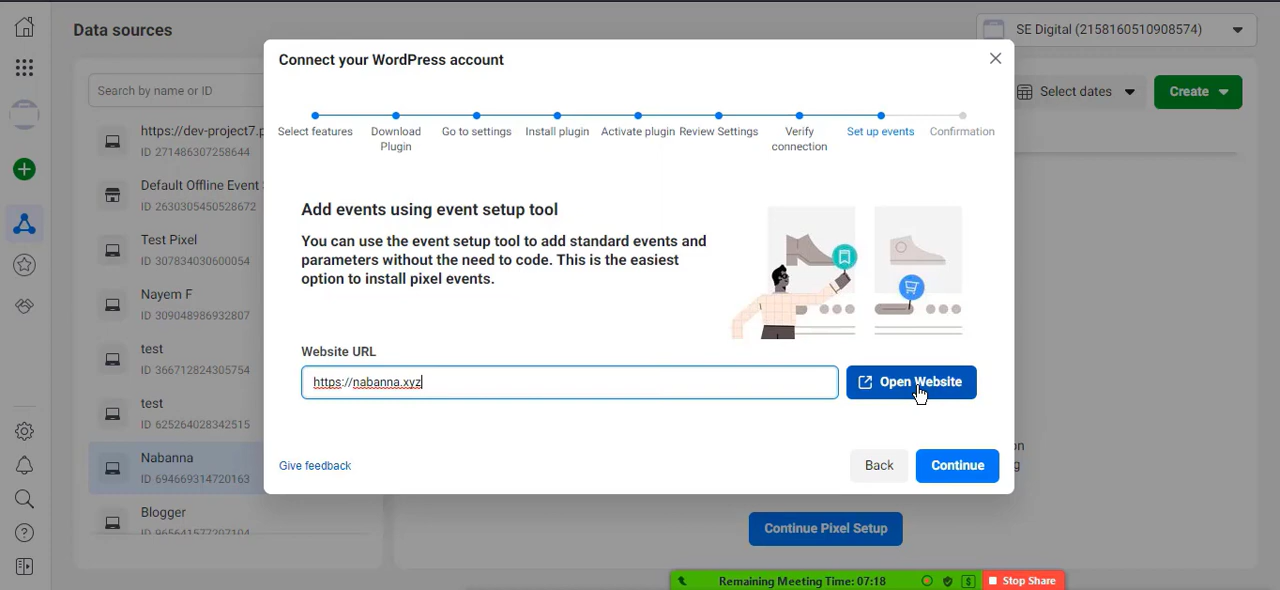 Data sources
SE Digital (2158160510908574)
Connect your WordPress account
Search by name or ID
Select dates
Create
Select features
Download Plugin
Go to settings
Install plugin
Activate plugin
Review Settings
Verify connection
Set up events
Confirmation
https://dev-project7.p
ID 271486307258644
Default Offline Event
ID 2630305450528672
Test Pixel
ID 307834030600054
Nayem F
ID 309048986932807
test
ID 366712824305754
test
ID 625264028342515
Nabanna
ID 694669314720163
Blogger
ID 965641577297104
Add events using event setup tool
You can use the event setup tool to add standard events and
parameters without the need to code. This is the easiest
option to install pixel events.
Website URL
https://nabanna.xyz
Open Website
Give feedback
Back
Continue
Continue Pixel Setup
Remaining Meeting Time: 07:18
Stop Share